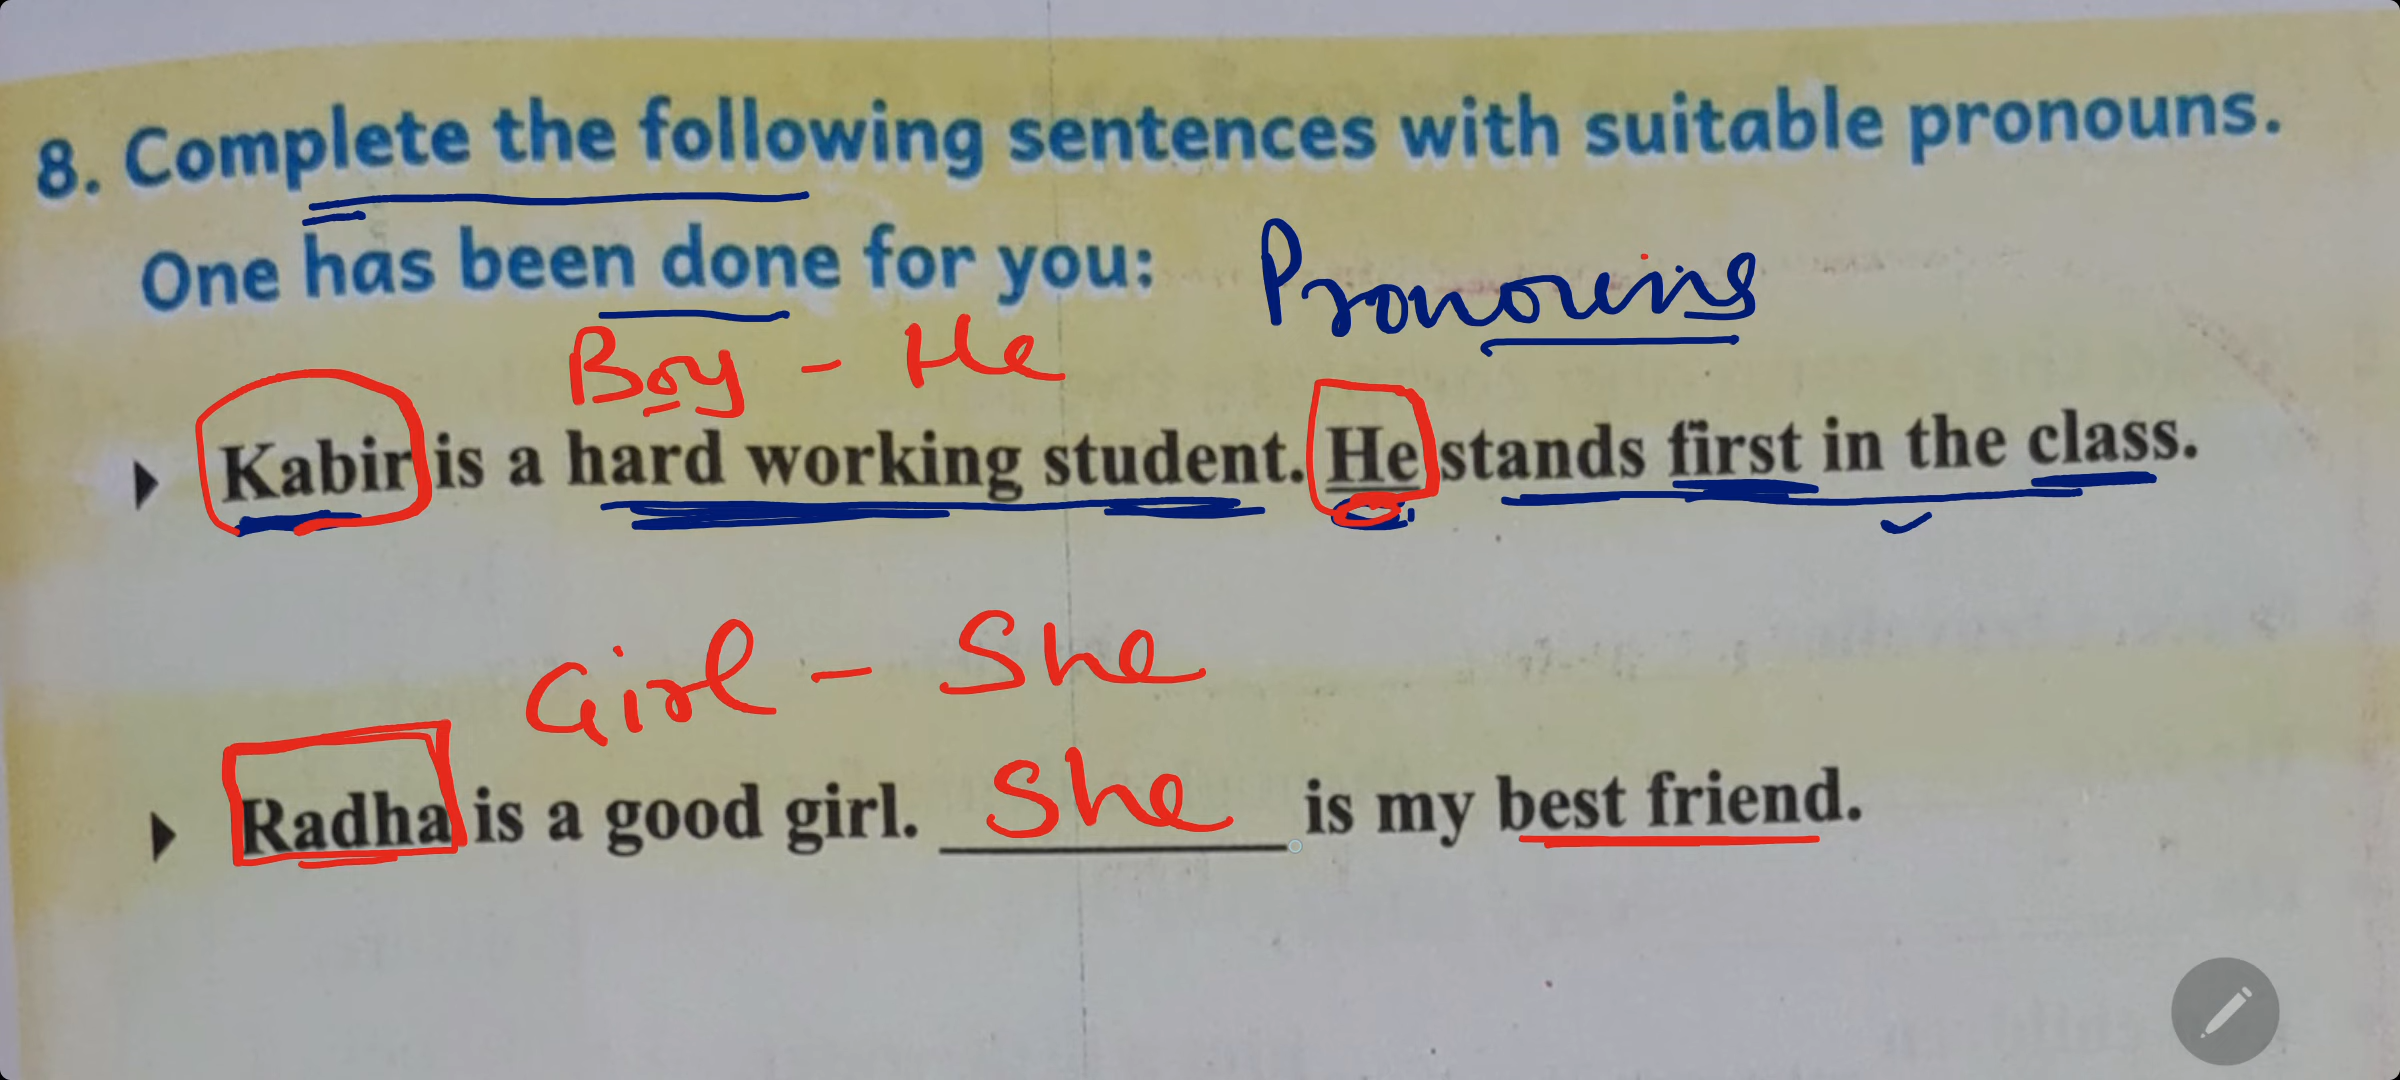 8. Complete the following sentences with suitable pronouns.
One has been done for you:
Pronouns
Boy - He
Kabir is a hard working student. He stands first in the class.
Girl - She
Radha is a good girl. She is my best friend.